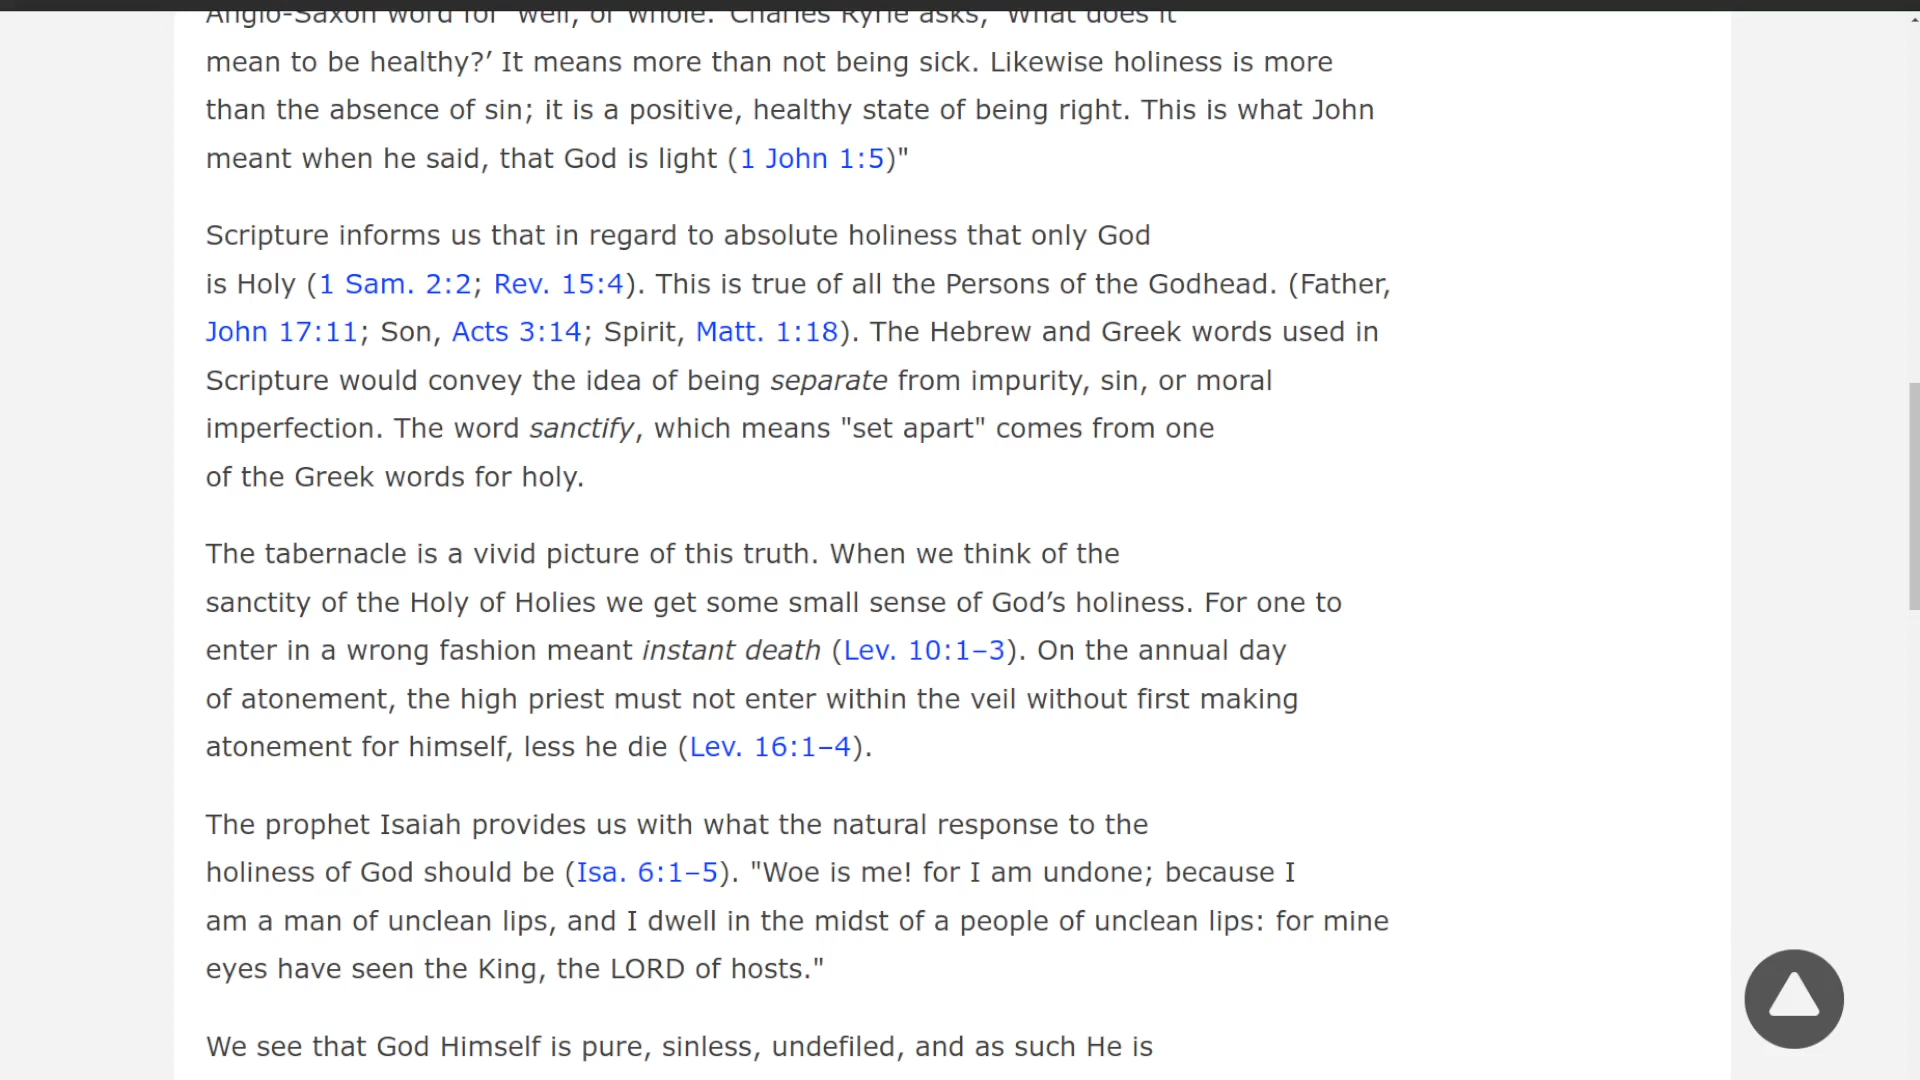 Anglo-Saxon word for 'well, or whole.' Charles Ryrie asks, 'What does it
mean to be healthy?’ It means more than not being sick. Likewise holiness is more
than the absence of sin; it is a positive, healthy state of being right. This is what John
meant when he said, that God is light (1 John 1:5)"
Scripture informs us that in regard to absolute holiness that only God
is Holy (1 Sam. 2:2; Rev. 15:4). This is true of all the Persons of the Godhead. (Father,
John 17:11; Son, Acts 3:14; Spirit, Matt. 1:18). The Hebrew and Greek words used in
Scripture would convey the idea of being separate from impurity, sin, or moral
imperfection. The word sanctify, which means "set apart" comes from one
of the Greek words for holy.
The tabernacle is a vivid picture of this truth. When we think of the
sanctity of the Holy of Holies we get some small sense of God’s holiness. For one to
enter in a wrong fashion meant instant death (Lev. 10:1–3). On the annual day
of atonement, the high priest must not enter within the veil without first making
atonement for himself, less he die (Lev. 16:1–4).
The prophet Isaiah provides us with what the natural response to the
holiness of God should be (Isa. 6:1–5). "Woe is me! for I am undone; because I
am a man of unclean lips, and I dwell in the midst of a people of unclean lips: for mine
eyes have seen the King, the LORD of hosts."
We see that God Himself is pure, sinless, undefiled, and as such He is